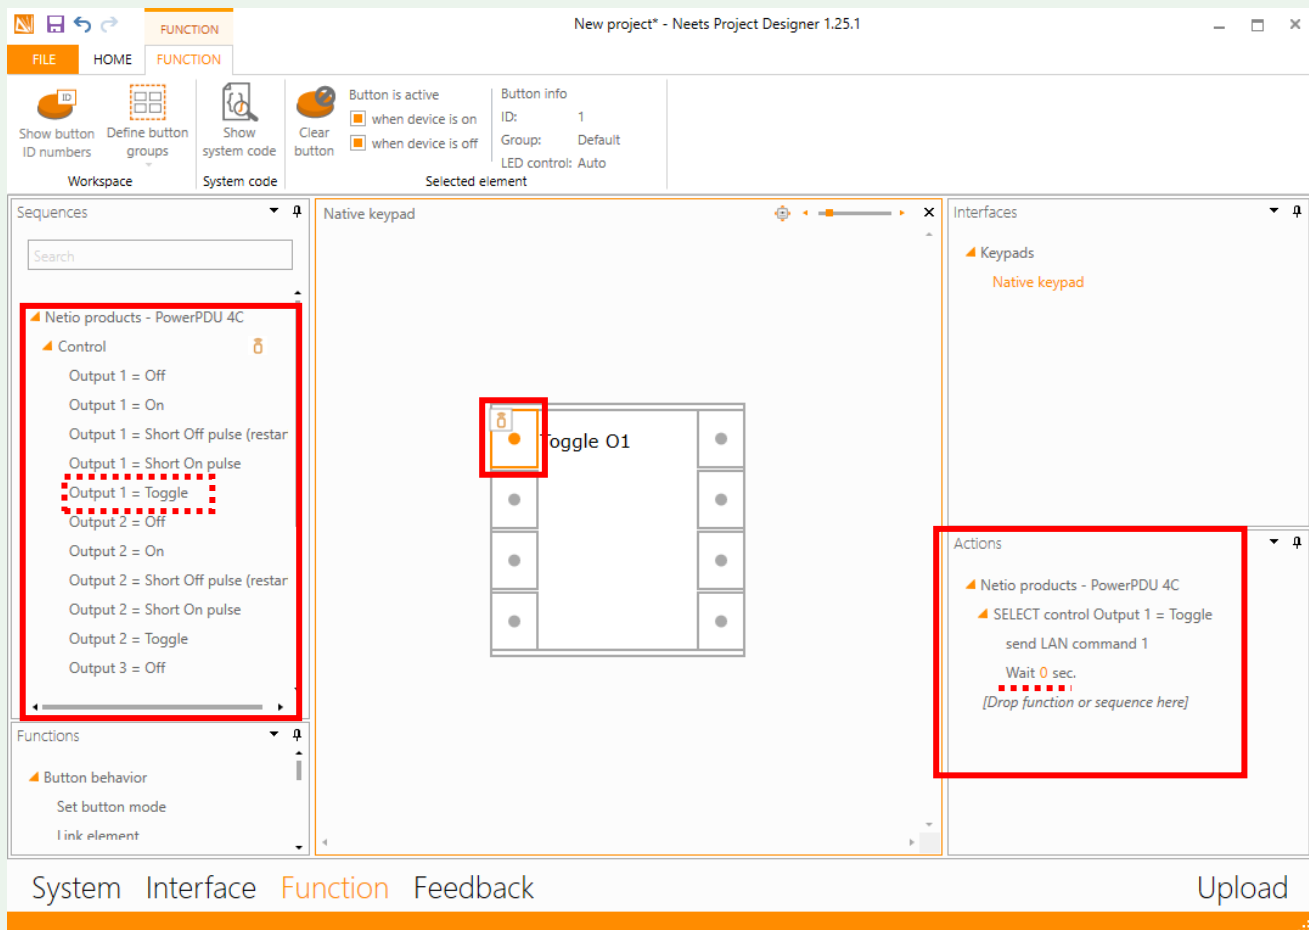 FUNCTION
New project* - Neets Project Designer 1.25.1
FILE HOME FUNCTION
ID
Show button ID numbers
Define button groups
Workspace
Show system code
System code
Clear button
Button is active
when device is on
when device is off
Button info
ID: 1
Group: Default
LED control: Auto
Selected element
Sequences
Search
Netio products - PowerPDU 4C
Control
Output 1 = Off
Output 1 = On
Output 1 = Short Off pulse (restar
Output 1 = Short On pulse
Output 1 = Toggle
Output 2 = Off
Output 2 = On
Output 2 = Short Off pulse (restar
Output 2 = Short On pulse
Output 2 = Toggle
Output 3 = Off
Functions
Button behavior
Set button mode
Link element
Native keypad
Toggle O1
Interfaces
Keypads
Native keypad
Actions
Netio products - PowerPDU 4C
SELECT control Output 1 = Toggle
send LAN command 1
Wait 0 sec.
[Drop function or sequence here]
System Interface Function Feedback
Upload